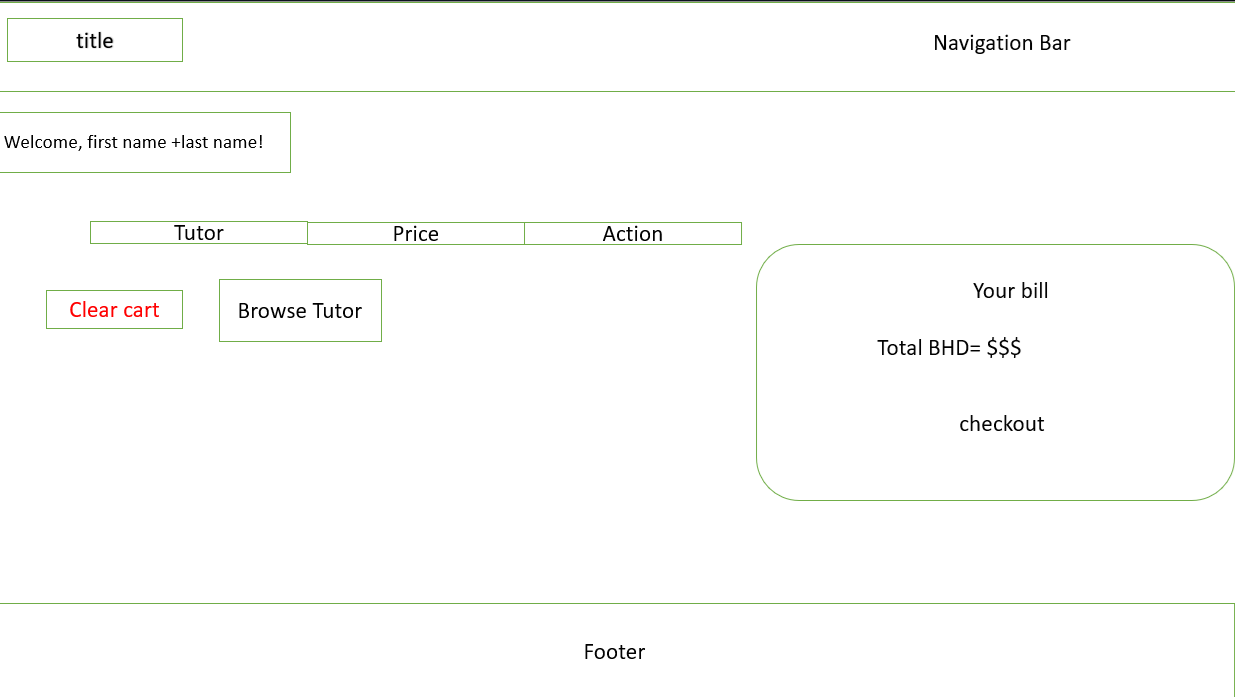 title
Navigation Bar
Welcome, first name +last name!
Tutor
Price
Action
Clear cart
Browse Tutor
Your bill
Total BHD= $$$
checkout
Footer